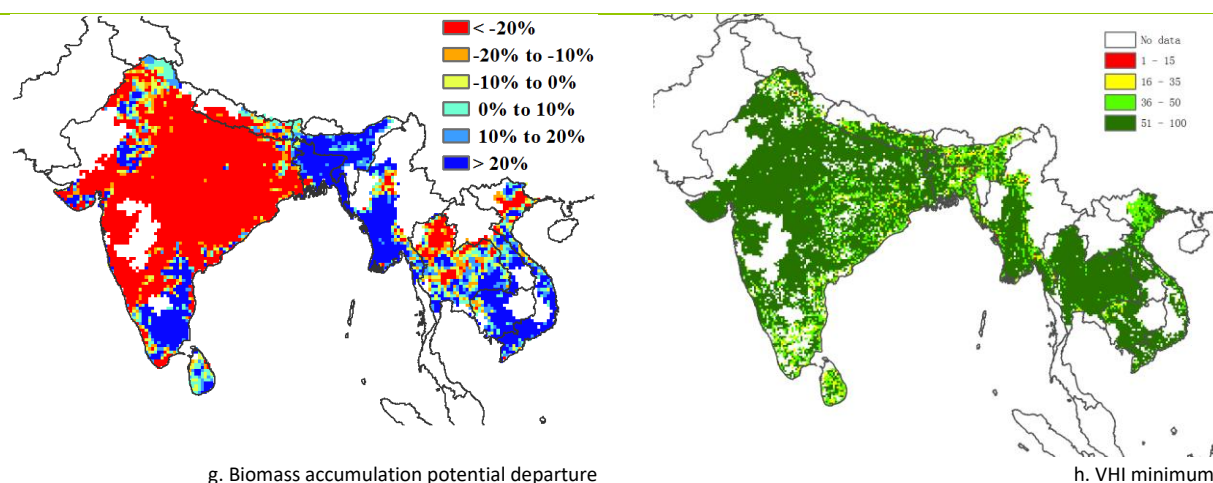 < -20%
-20% to -10%
-10% to 0%
0% to 10%
10% to 20%
> 20%
No data
1 - 15
16 - 35
36 - 50
51 - 100
g. Biomass accumulation potential departure
h. VHI minimum